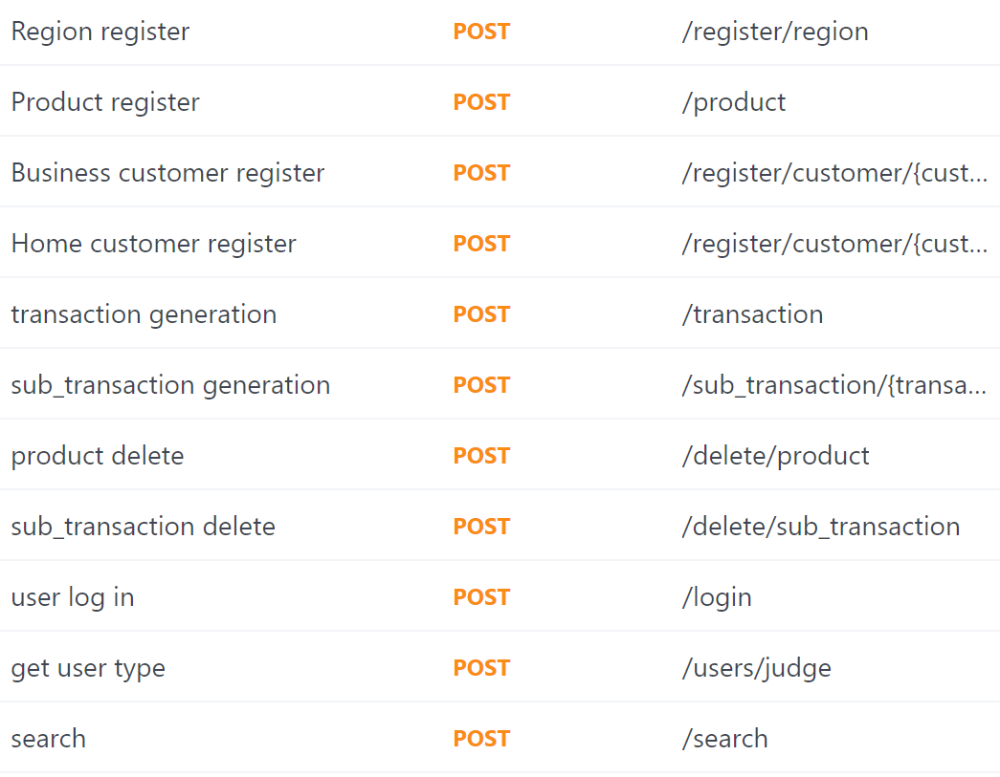 Region register POST /register/region
Product register POST /product
Business customer register POST /register/customer/{cust...
Home customer register POST /register/customer/{cust...
transaction generation POST /transaction
sub_transaction generation POST /sub_transaction/{transa...
product delete POST /delete/product
sub_transaction delete POST /delete/sub_transaction
user log in POST /login
get user type POST /users/judge
search POST /search